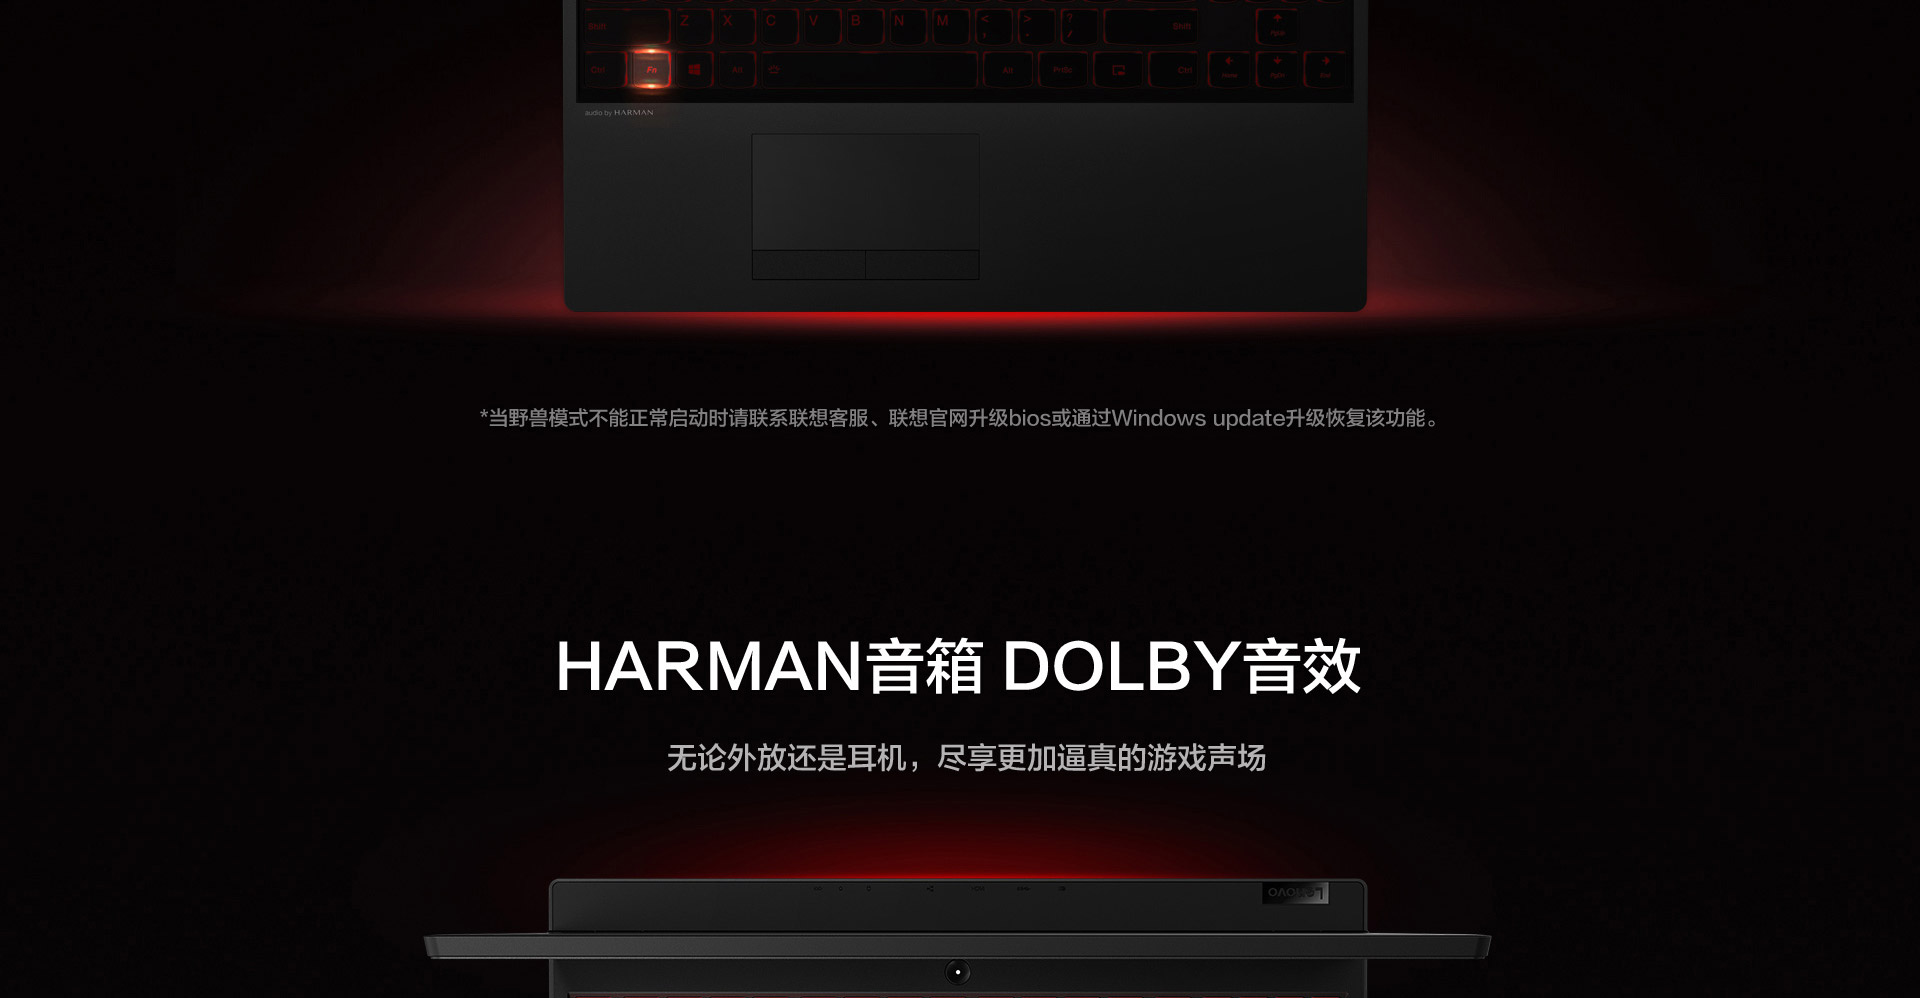 Shift Z X C V B N M < , > . ? / Shift PgUp
Ctrl Fn Alt Alt PrtSc Ctrl Home PgDn End
audio by HARMAN
*当野兽模式不能正常启动时请联系联想客服、联想官网升级bios或通过Windows update升级恢复该功能。
HARMAN音箱 DOLBY音效
无论外放还是耳机，尽享更加逼真的游戏声场
Lenovo